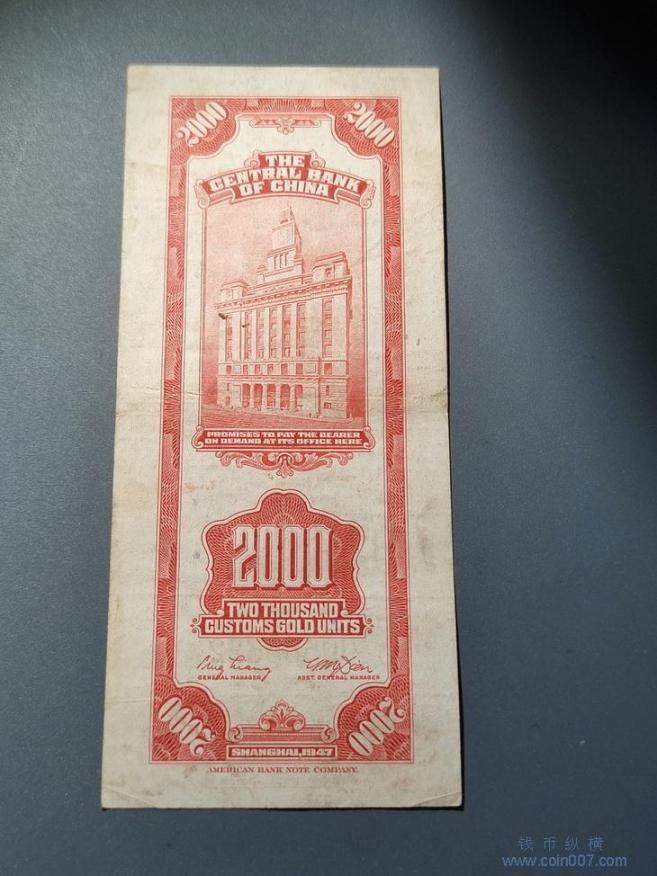 2000 2000
THE
CENTRAL BANK
OF CHINA
PROMISES TO PAY THE BEARER
ON DEMAND AT ITS OFFICE HERE
2000
TWO THOUSAND
CUSTOMS GOLD UNITS
GENERAL MANAGER ASST. GENERAL MANAGER
2000 2000
SHANGHAI, 1947
AMERICAN BANK NOTE COMPANY.
钱币纵横
www.coin007.com